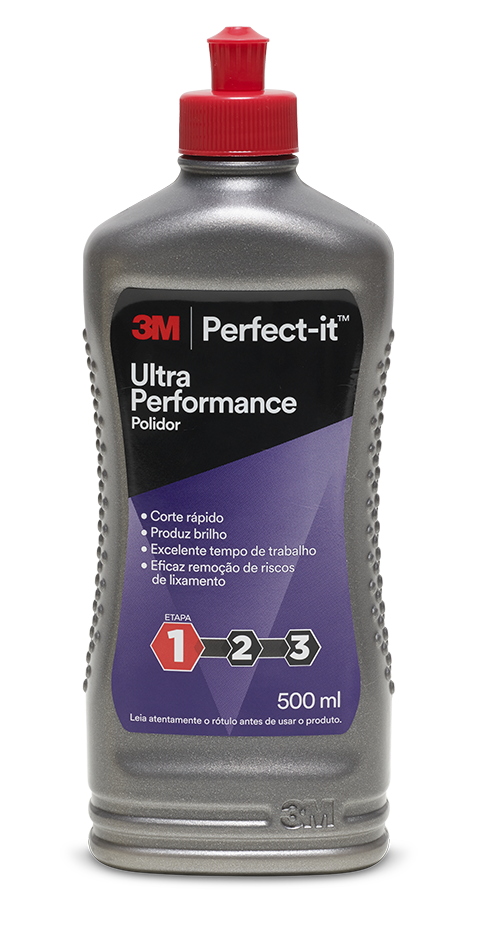 3M | Perfect-it™
Ultra
Performance
Polidor
• Corte rápido
• Produz brilho
• Excelente tempo de trabalho
• Eficaz remoção de riscos
de lixamento
ETAPA
1 2 3
500 ml
Leia atentamente o rótulo antes de usar o produto.
3M